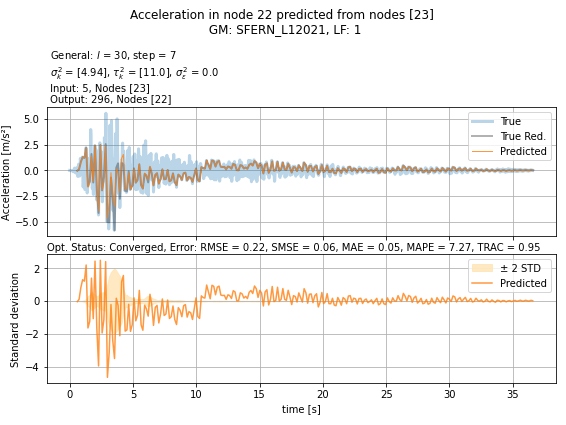 Acceleration in node 22 predicted from nodes [23]
GM: SFERN_L12021, LF: 1
General: l = 30, step = 7
σ²ₖ = [4.94], τ²ₖ = [11.0], σ²ε = 0.0
Input: 5, Nodes [23]
Output: 296, Nodes [22]
Acceleration [m/s²]
5.0
2.5
0.0
−2.5
−5.0
True
True Red.
Predicted
Opt. Status: Converged, Error: RMSE = 0.22, SMSE = 0.06, MAE = 0.05, MAPE = 7.27, TRAC = 0.95
Standard deviation
2
0
−2
−4
± 2 STD
Predicted
0 5 10 15 20 25 30 35
time [s]